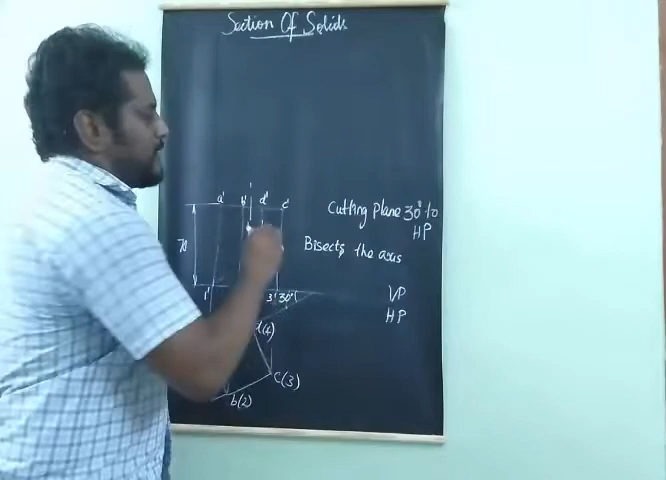 Section Of Solids
a' b' d' c'
Cutting Plane 30° to
HP
70
Bisects the axis
1' 3' 30°
VP
HP
d(4)
c(3)
b(2)